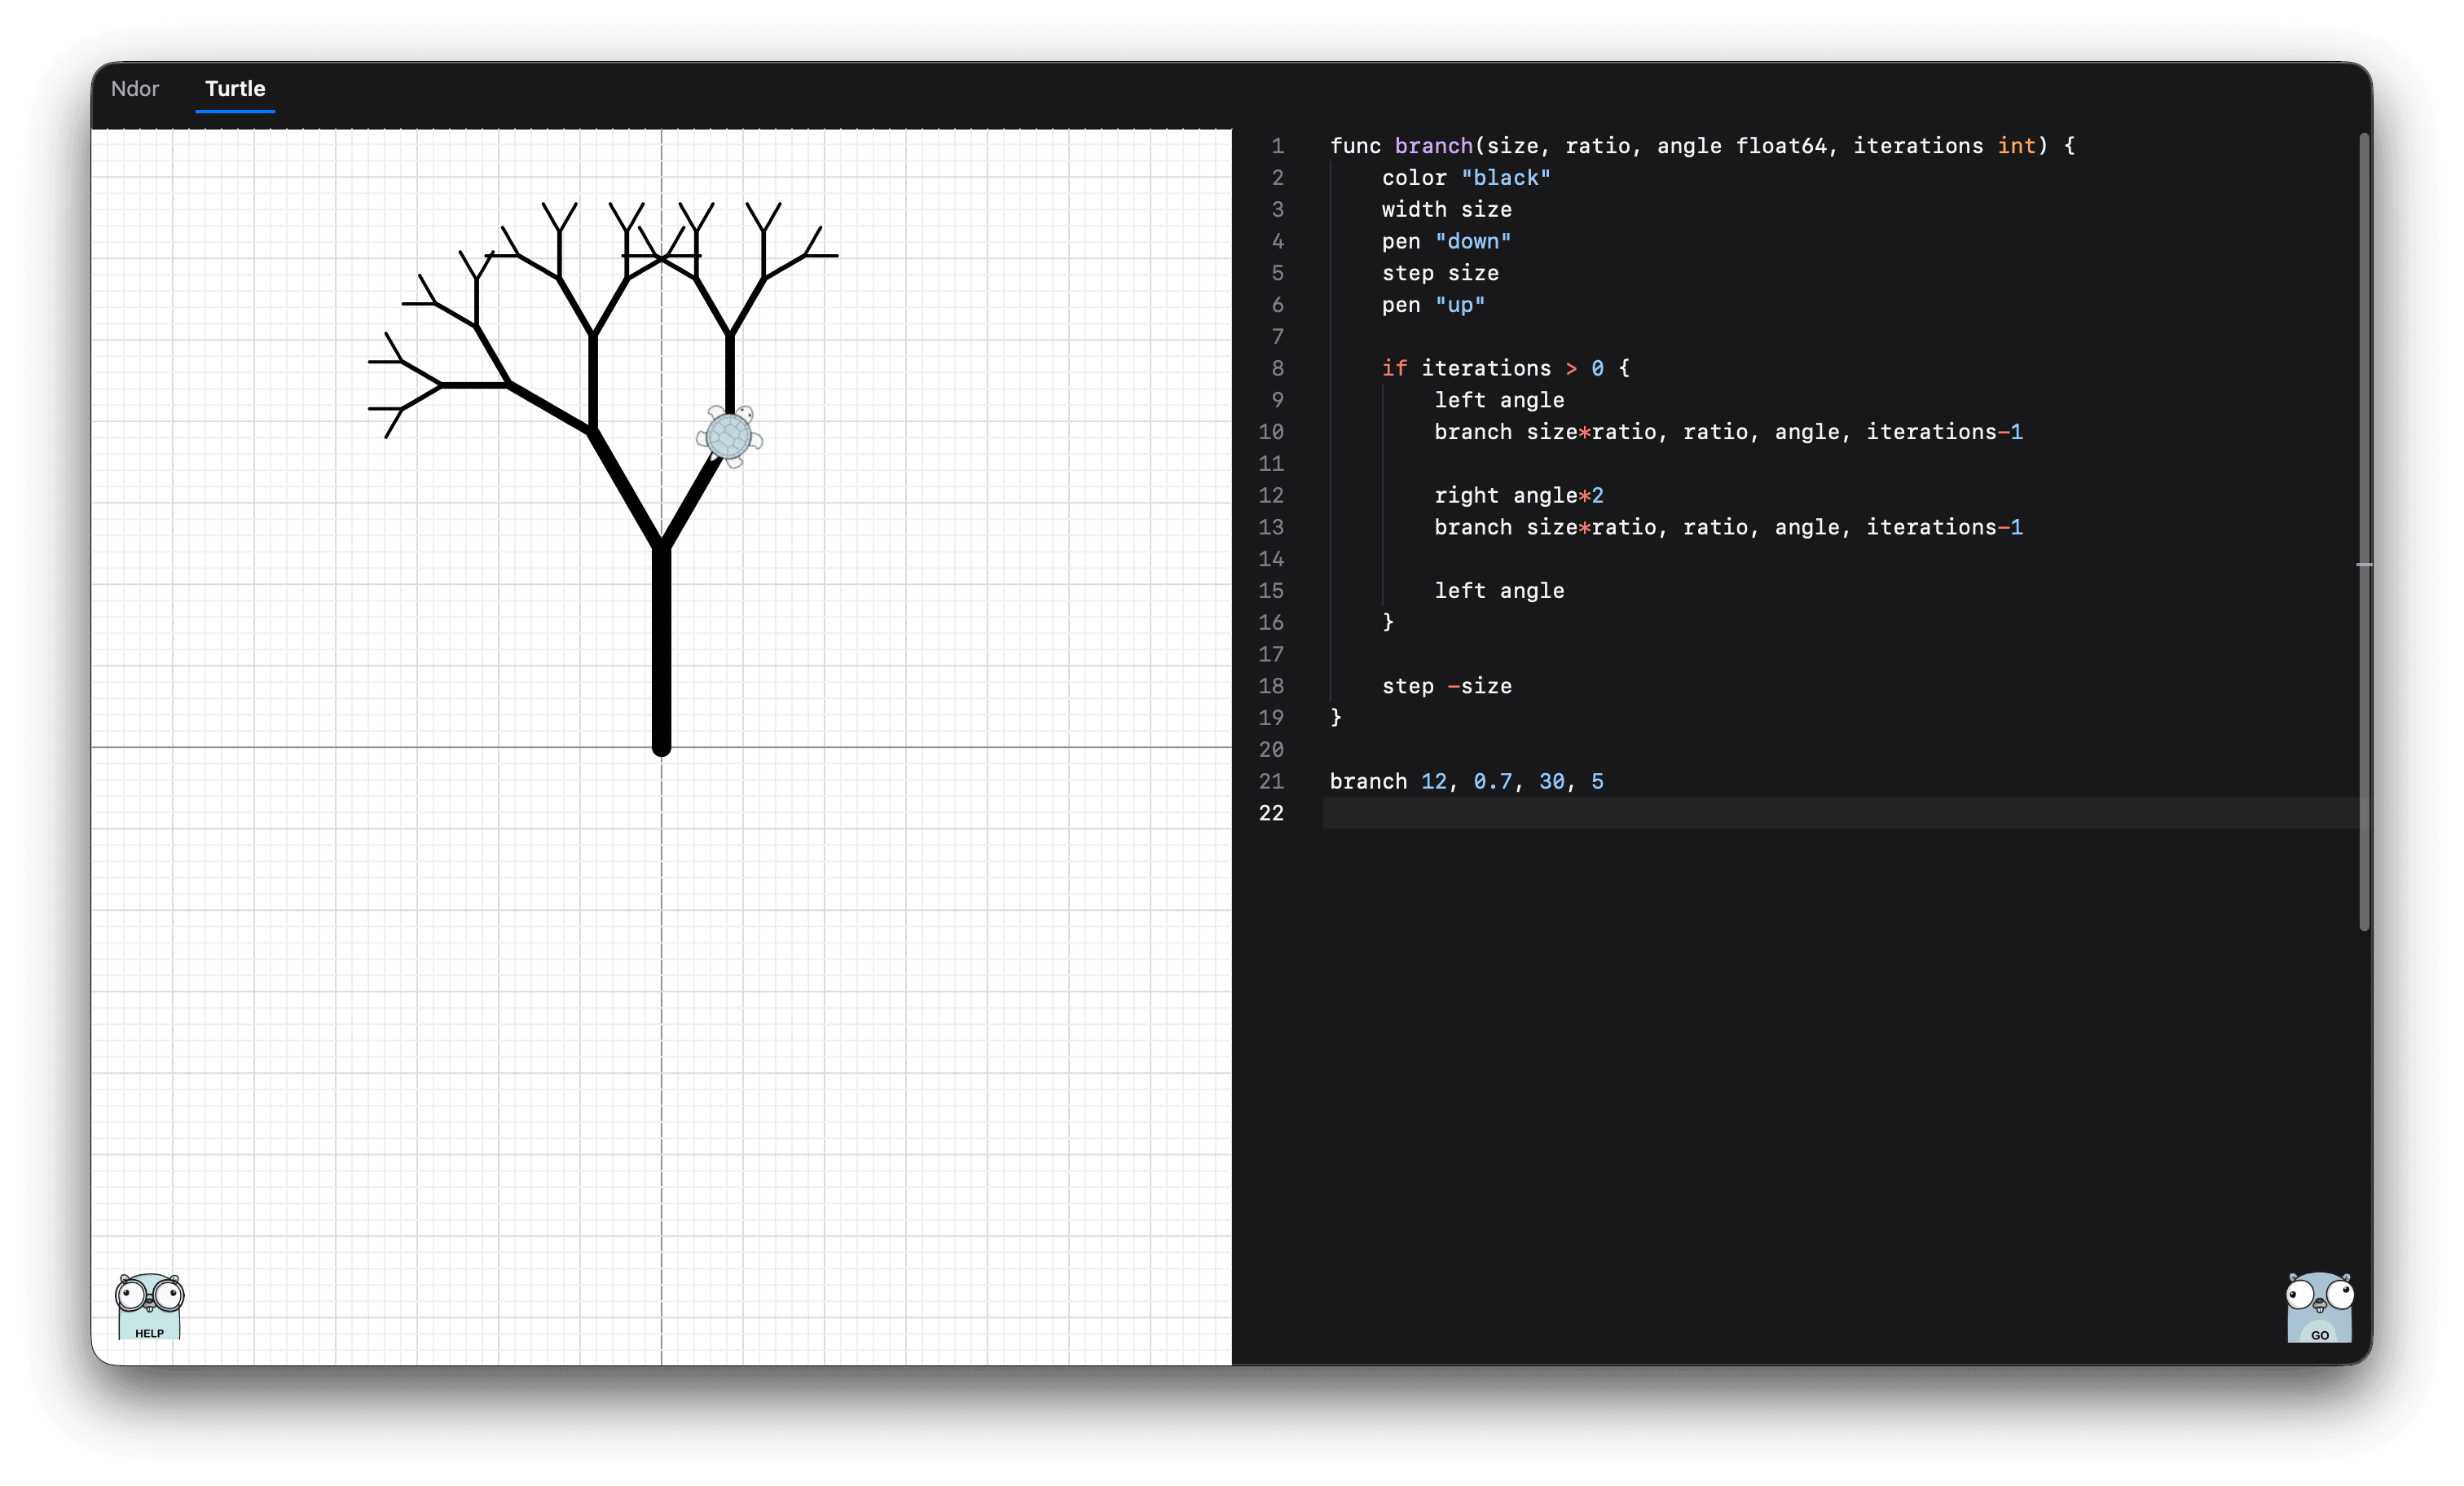 Ndor Turtle
1 func branch(size, ratio, angle float64, iterations int) {
2 color "black"
3 width size
4 pen "down"
5 step size
6 pen "up"
7
8 if iterations > 0 {
9 left angle
10 branch size*ratio, ratio, angle, iterations-1
11
12 right angle*2
13 branch size*ratio, ratio, angle, iterations-1
14
15 left angle
16 }
17
18 step -size
19 }
20
21 branch 12, 0.7, 30, 5
22
HELP
GO